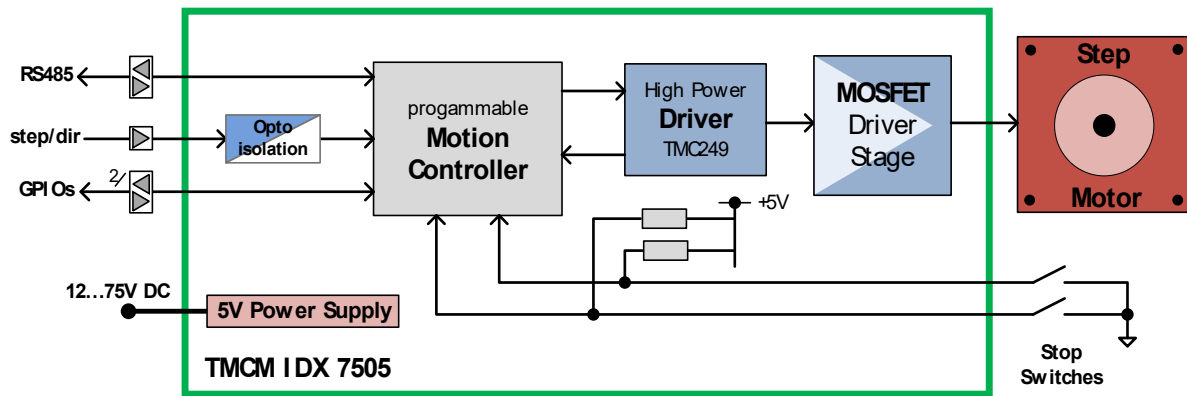 RS485
step/dir
GPIOs
2/
Opto
isolation
progammable
Motion
Controller
High Power
Driver
TMC249
MOSFET
Driver
Stage
Step
Motor
+5V
12...75V DC
5V Power Supply
TMCM IDX 7505
Stop
Switches